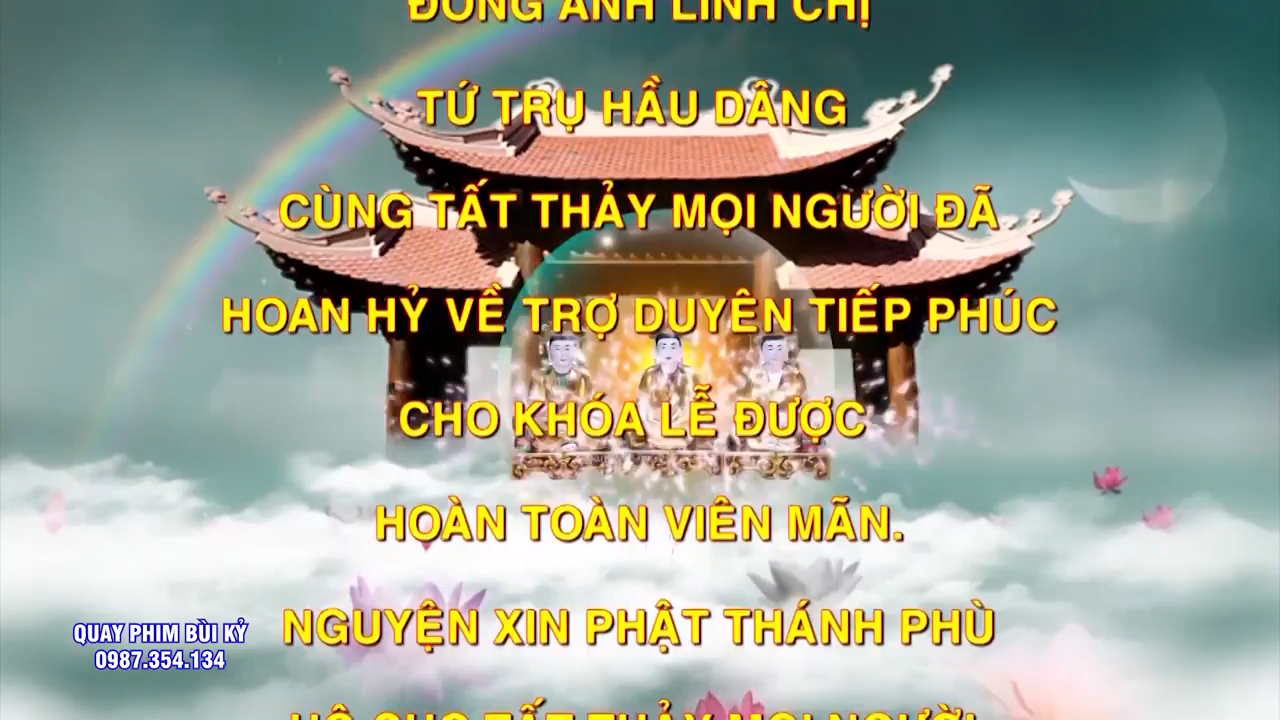 ĐỒNG ANH LINH CHỊ
TỨ TRỤ HẦU DÂNG
CÙNG TẤT THẢY MỌI NGƯỜI ĐÃ
HOAN HỶ VỀ TRỢ DUYÊN TIẾP PHÚC
CHO KHÓA LỄ ĐƯỢC
HOÀN TOÀN VIÊN MÃN.
NGUYỆN XIN PHẬT THÁNH PHÙ
HỘ CHO TẤT THẢY MỌI NGƯỜI
QUAY PHIM BÙI KỶ
0987.354.134